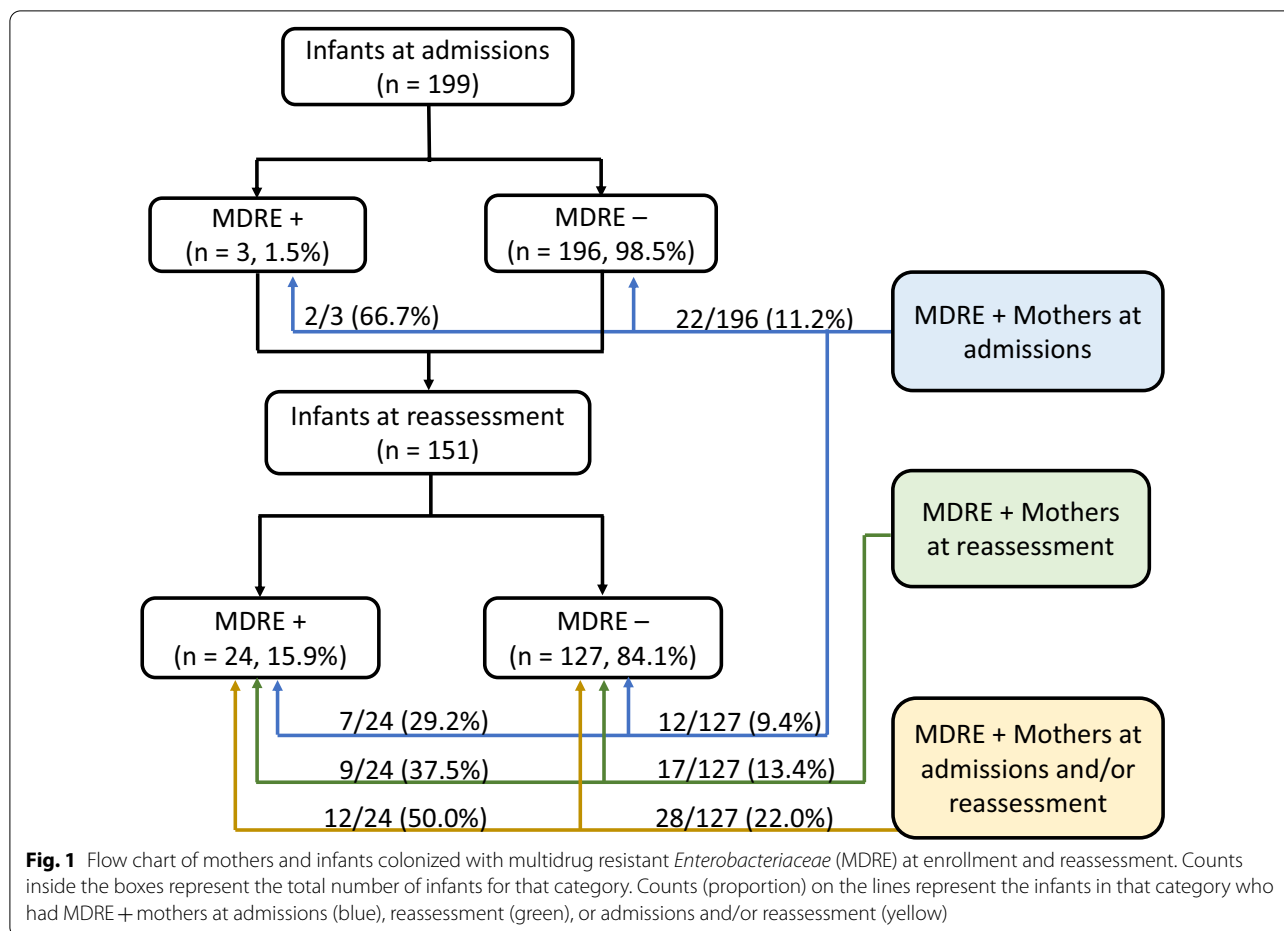 Infants at admissions
(n = 199)
MDRE +
(n = 3, 1.5%)
MDRE –
(n = 196, 98.5%)
2/3 (66.7%)
22/196 (11.2%)
MDRE + Mothers at
admissions
Infants at reassessment
(n = 151)
MDRE + Mothers
at reassessment
MDRE +
(n = 24, 15.9%)
MDRE –
(n = 127, 84.1%)
7/24 (29.2%)
12/127 (9.4%)
9/24 (37.5%)
17/127 (13.4%)
12/24 (50.0%)
28/127 (22.0%)
MDRE + Mothers at
admissions and/or
reassessment
Fig. 1 Flow chart of mothers and infants colonized with multidrug resistant Enterobacteriaceae (MDRE) at enrollment and reassessment. Counts
inside the boxes represent the total number of infants for that category. Counts (proportion) on the lines represent the infants in that category who
had MDRE + mothers at admissions (blue), reassessment (green), or admissions and/or reassessment (yellow)